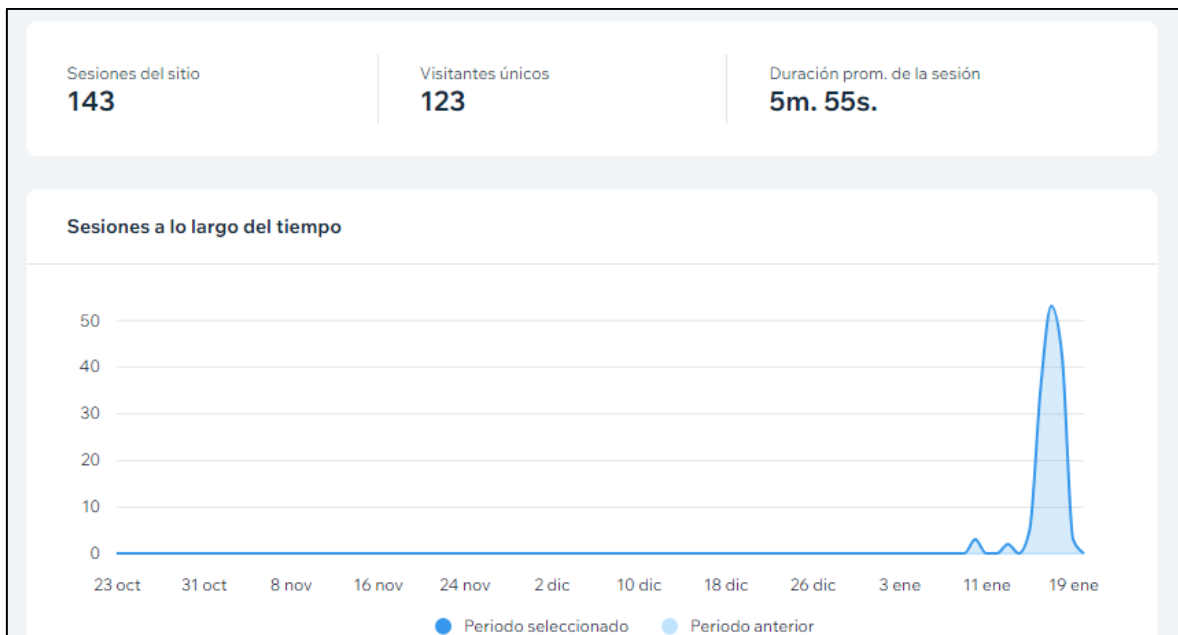 Sesiones del sitio
143
Visitantes únicos
123
Duración prom. de la sesión
5m. 55s.
Sesiones a lo largo del tiempo
50
40
30
20
10
0
23 oct 31 oct 8 nov 16 nov 24 nov 2 dic 10 dic 18 dic 26 dic 3 ene 11 ene 19 ene
Periodo seleccionado Periodo anterior